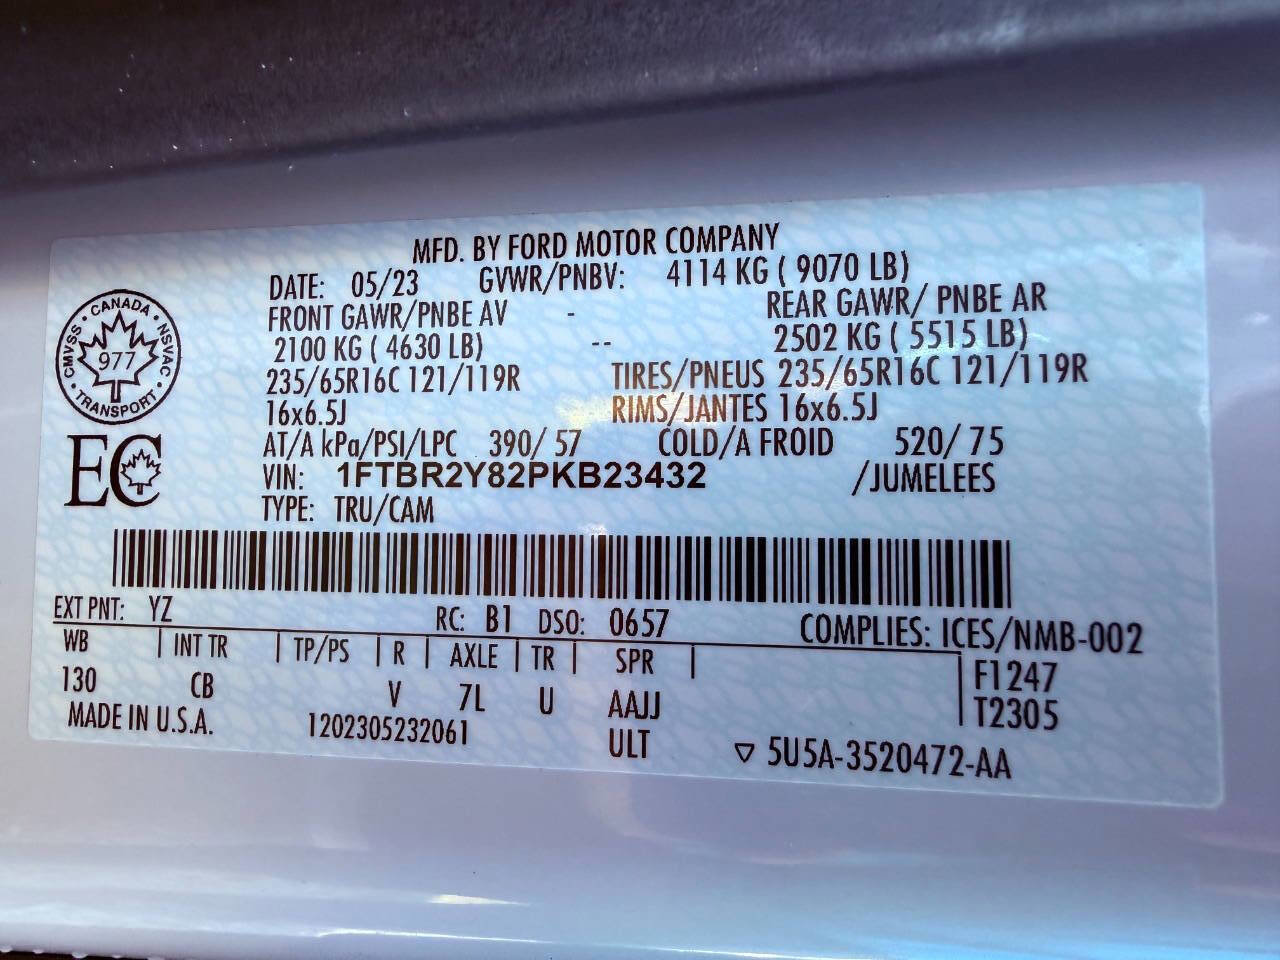 MFD. BY FORD MOTOR COMPANY
DATE: 05/23 GVWR/PNBV: 4114 KG ( 9070 LB)
FRONT GAWR/PNBE AV - REAR GAWR/ PNBE AR
2100 KG ( 4630 LB) -- 2502 KG ( 5515 LB)
235/65R16C 121/119R TIRES/PNEUS 235/65R16C 121/119R
16x6.5J RIMS/JANTES 16x6.5J
AT/A kPa/PSI/LPC 390/ 57 COLD/A FROID 520/ 75
VIN: 1FTBR2Y82PKB23432 /JUMELEES
TYPE: TRU/CAM
CANADA
CMVSS NSVAC
977
TRANSPORT
EC
EXT PNT: YZ RC: B1 DSO: 0657 COMPLIES: ICES/NMB-002
WB | INT TR | TP/PS | R | AXLE | TR | SPR | F1247
130 CB V 7L U AAJJ T2305
MADE IN U.S.A. 1202305232061 ULT ▽ 5U5A-3520472-AA